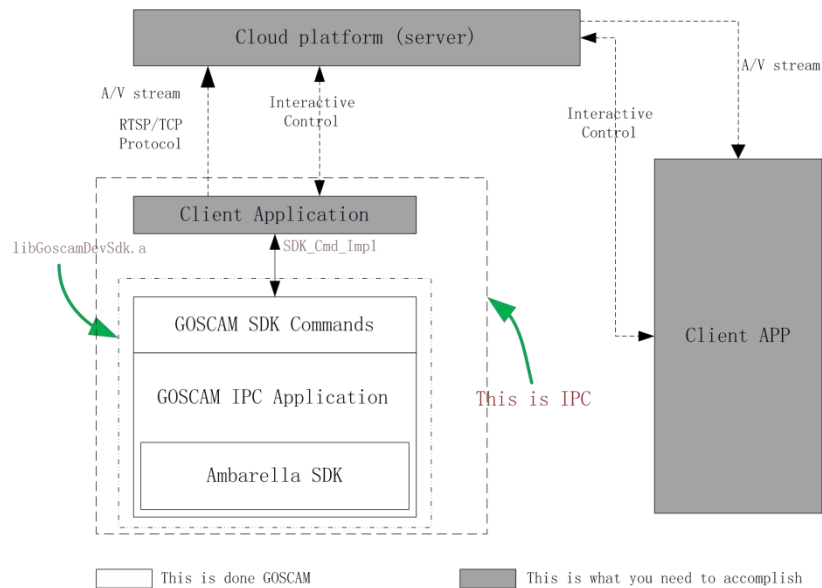 Cloud platform (server)
A/V stream
RTSP/TCP
Protocol
Interactive
Control
Interactive
Control
A/V stream
Client Application
libGoscamDevSdk.a
SDK_Cmd_Impl
GOSCAM SDK Commands
GOSCAM IPC Application
Ambarella SDK
This is IPC
Client APP
This is done GOSCAM
This is what you need to accomplish